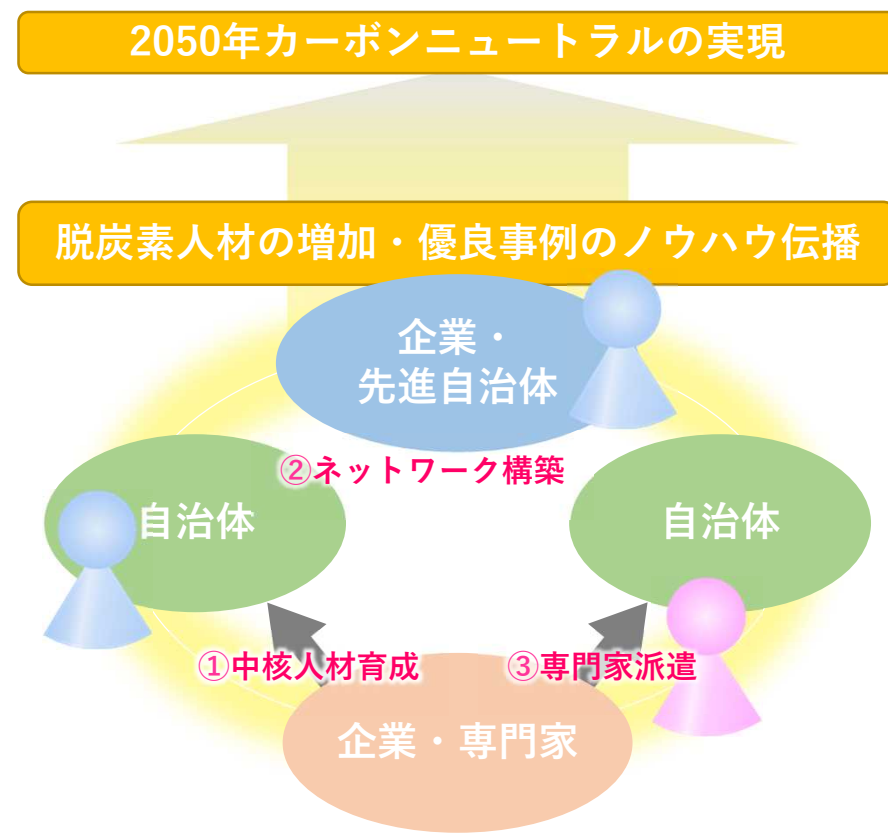 2050年カーボンニュートラルの実現
脱炭素人材の増加・優良事例のノウハウ伝播
企業・
先進自治体
②ネットワーク構築
自治体
自治体
①中核人材育成
③専門家派遣
企業・専門家